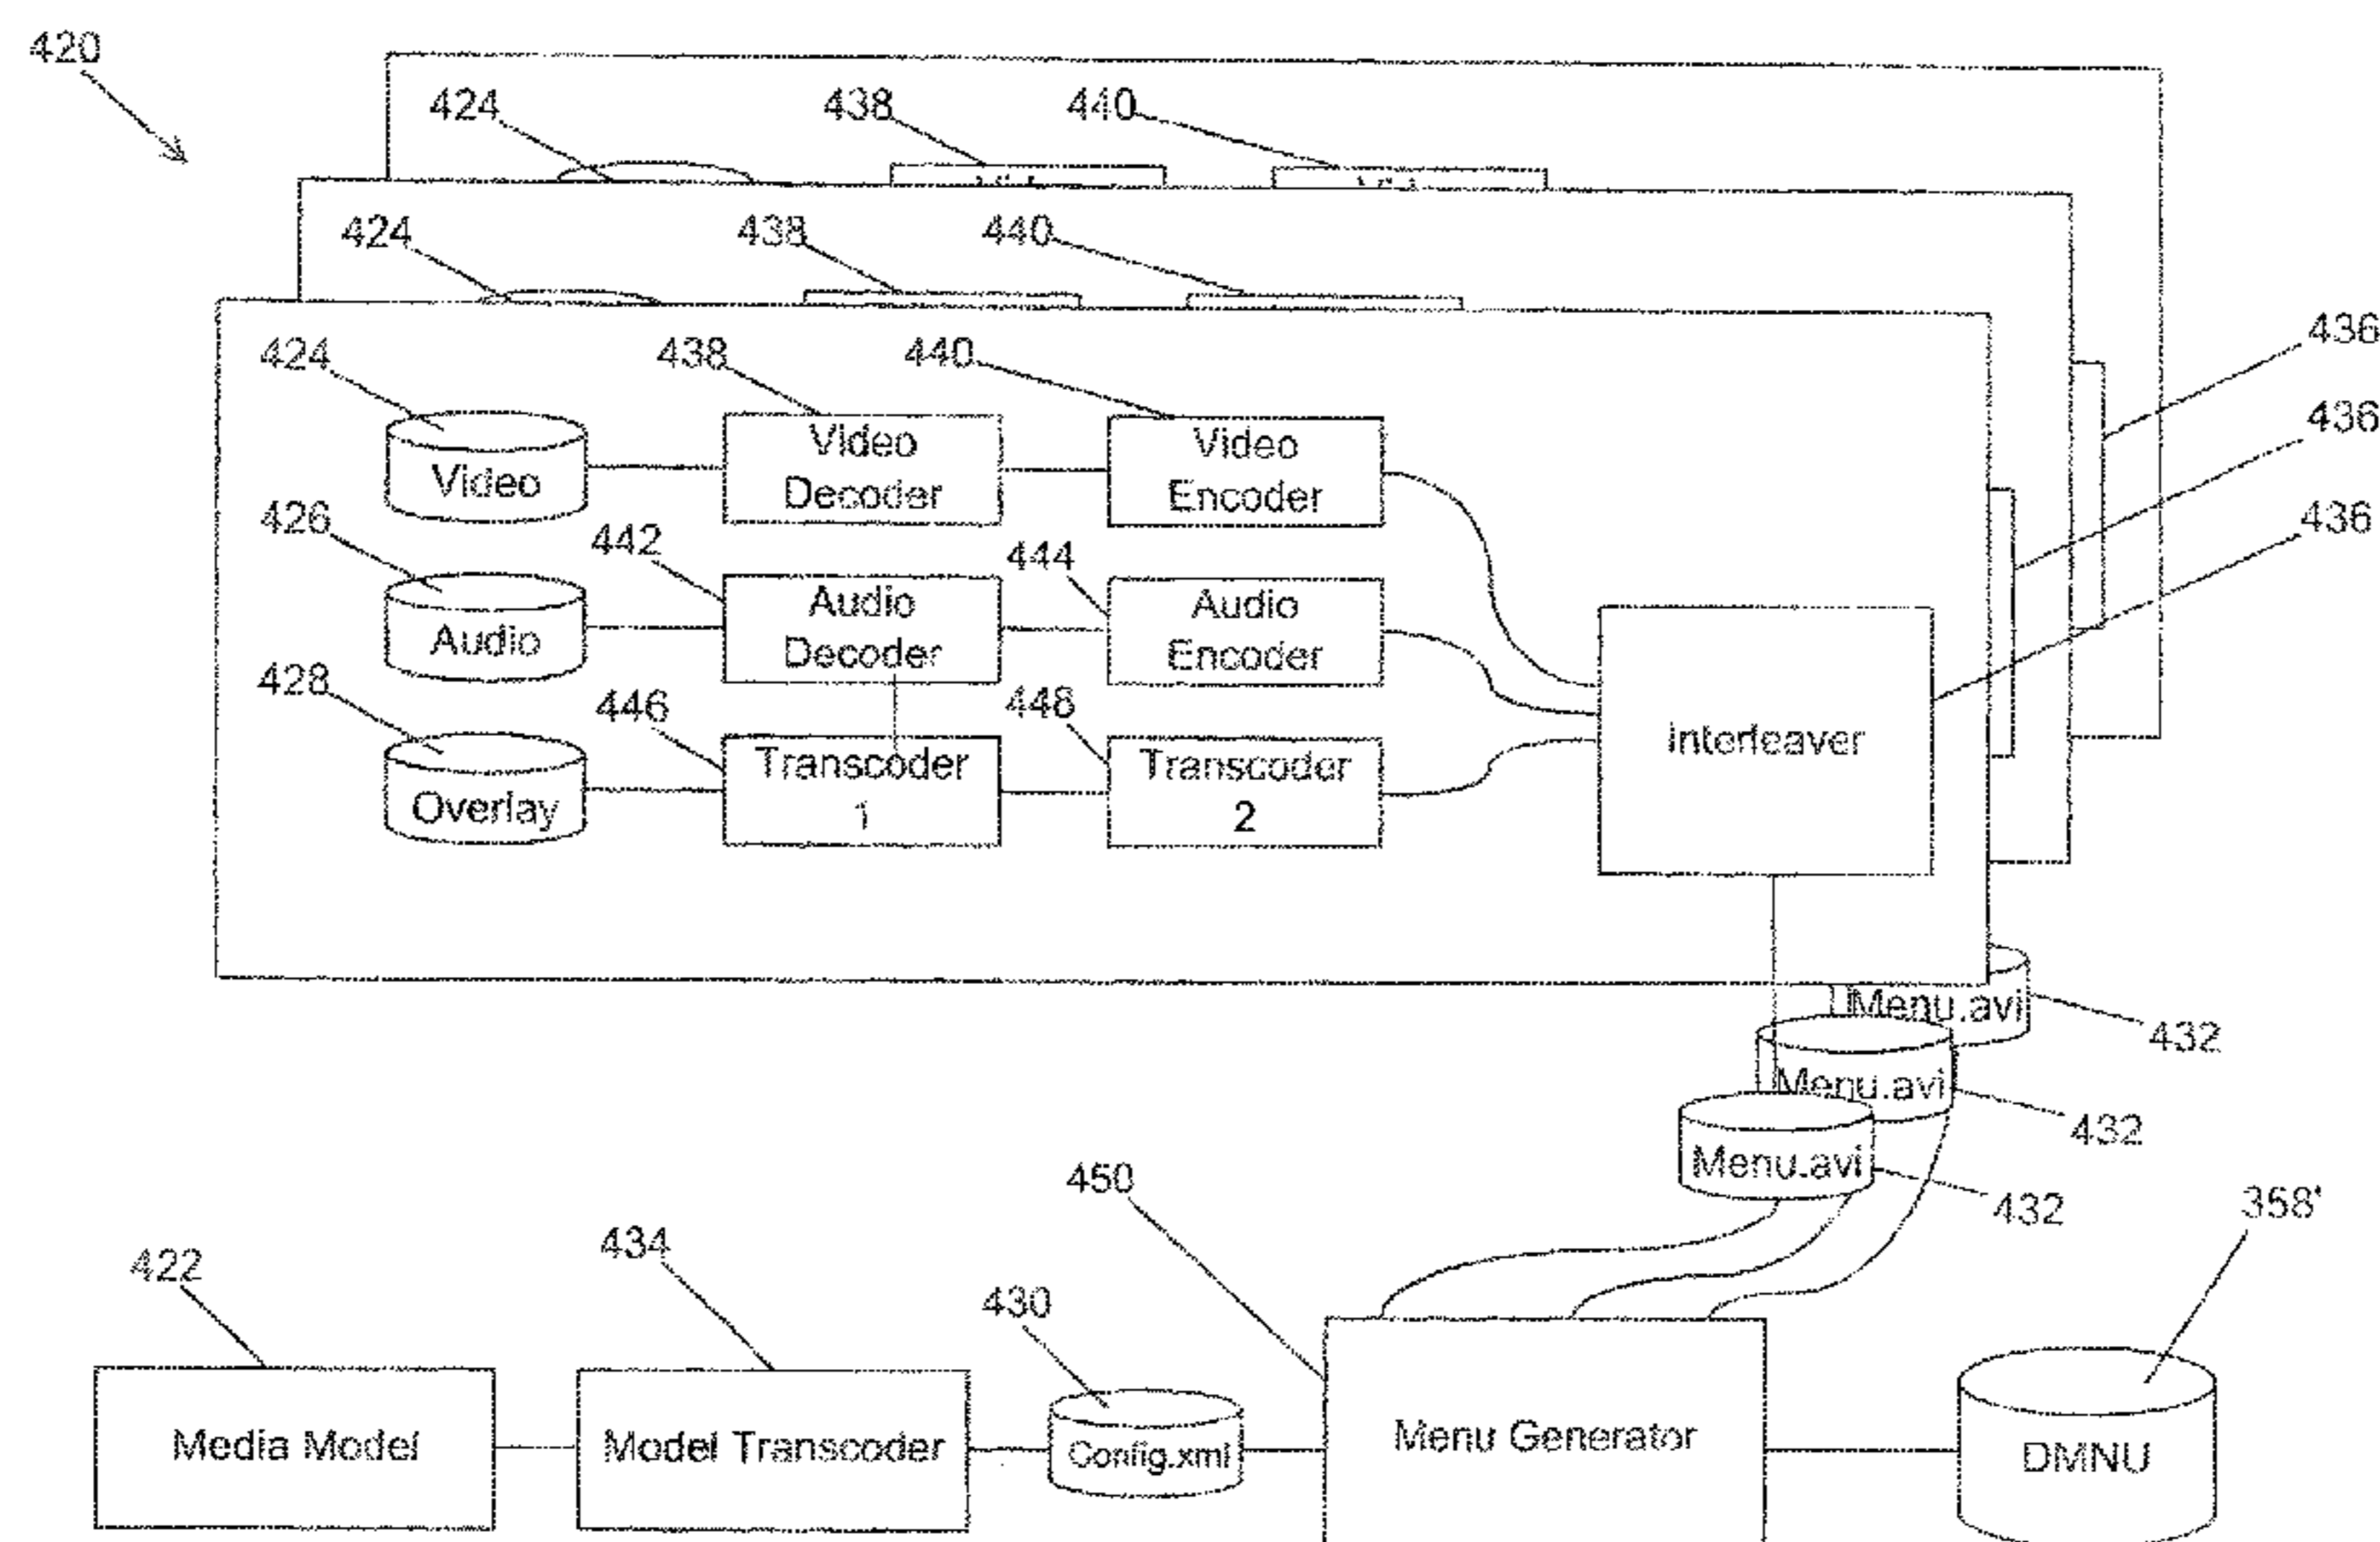 420
424 438 440
424 438 440
424 438 440
436
436
436
Video
Video
Decoder
Video
Encoder
426 442 444
Audio
Audio
Decoder
Audio
Encoder
428 446 448
Overlay
Transcoder
1
Transcoder
2
Interleaver
Menu.avi
432
Menu.avi
432
Menu.avi
432
450
358'
422 434 430
Media Model
Model Transcoder
Config.xml
Menu Generator
DMNU